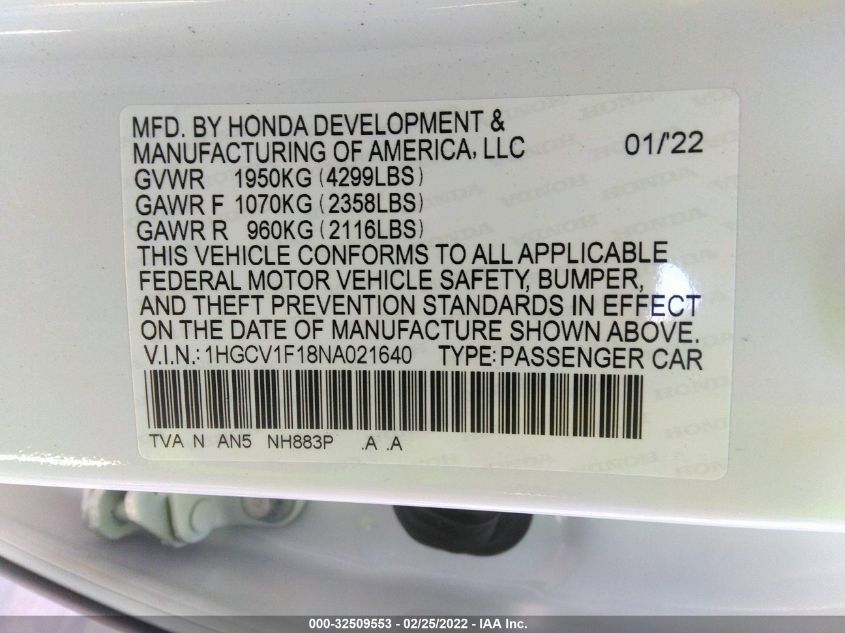 MFD. BY HONDA DEVELOPMENT &
MANUFACTURING OF AMERICA, LLC 01/'22
GVWR 1950KG (4299LBS)
GAWR F 1070KG (2358LBS)
GAWR R 960KG (2116LBS)
THIS VEHICLE CONFORMS TO ALL APPLICABLE
FEDERAL MOTOR VEHICLE SAFETY, BUMPER,
AND THEFT PREVENTION STANDARDS IN EFFECT
ON THE DATE OF MANUFACTURE SHOWN ABOVE.
V.I.N.: 1HGCV1F18NA021640 TYPE: PASSENGER CAR
TVA N AN5 NH883P .A .A
000-32509553 - 02/25/2022 - IAA Inc.